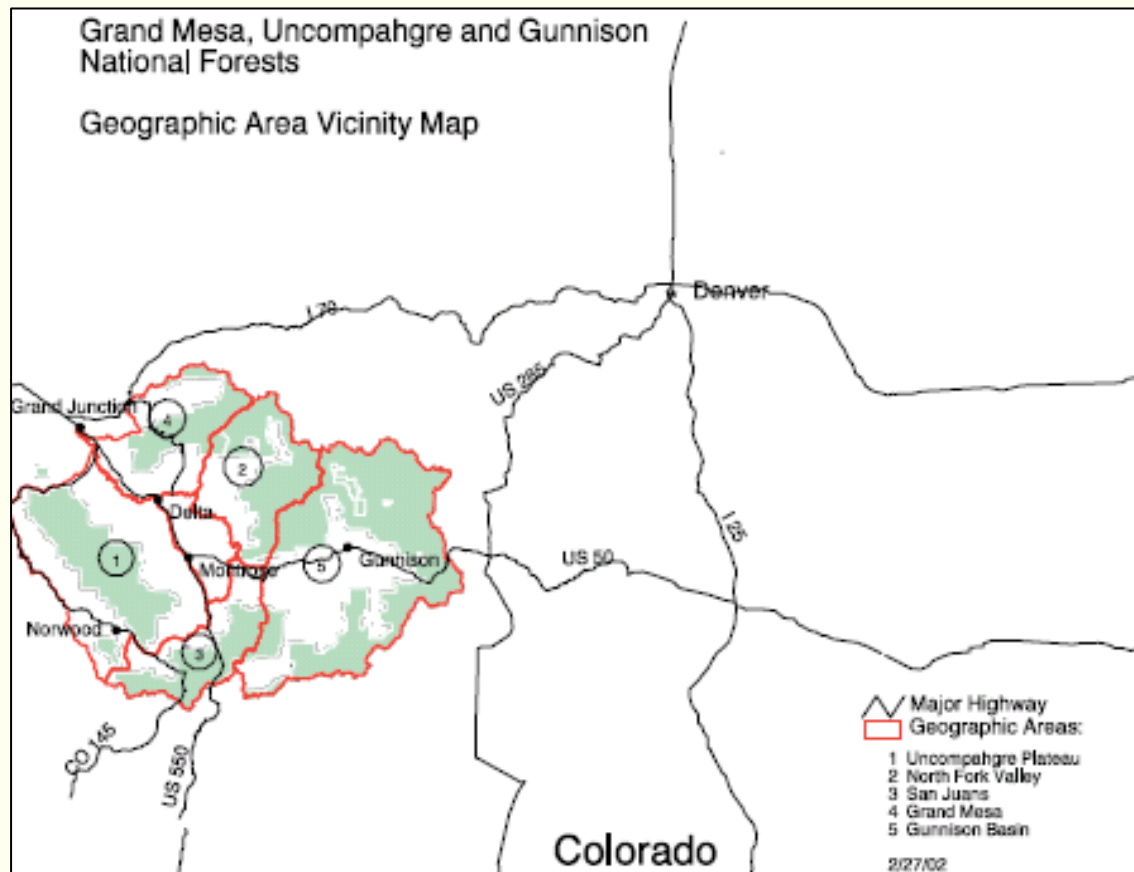 Grand Mesa, Uncompahgre and Gunnison
National Forests
Geographic Area Vicinity Map
Denver
I 70
US 285
Grand Junction
4
2
Delta
I 25
1
Montrose
5
Gunnison
US 50
Norwood
3
CO 145
US 550
Major Highway
Geographic Areas:
1 Uncompahgre Plateau
2 North Fork Valley
3 San Juans
4 Grand Mesa
5 Gunnison Basin
Colorado
2/27/02